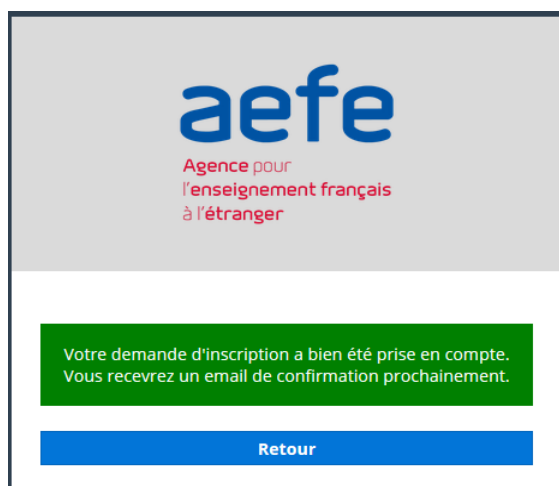 aefe
Agence pour
l'enseignement français
à l'étranger
Votre demande d'inscription a bien été prise en compte.
Vous recevrez un email de confirmation prochainement.
Retour